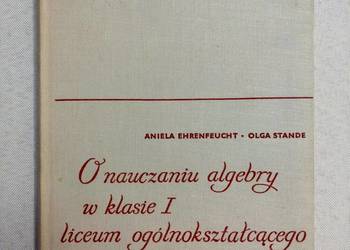 ANIELA EHRENFEUCHT • OLGA STANDE
O nauczaniu algebry
w klasie I
liceum ogólnokształcącego